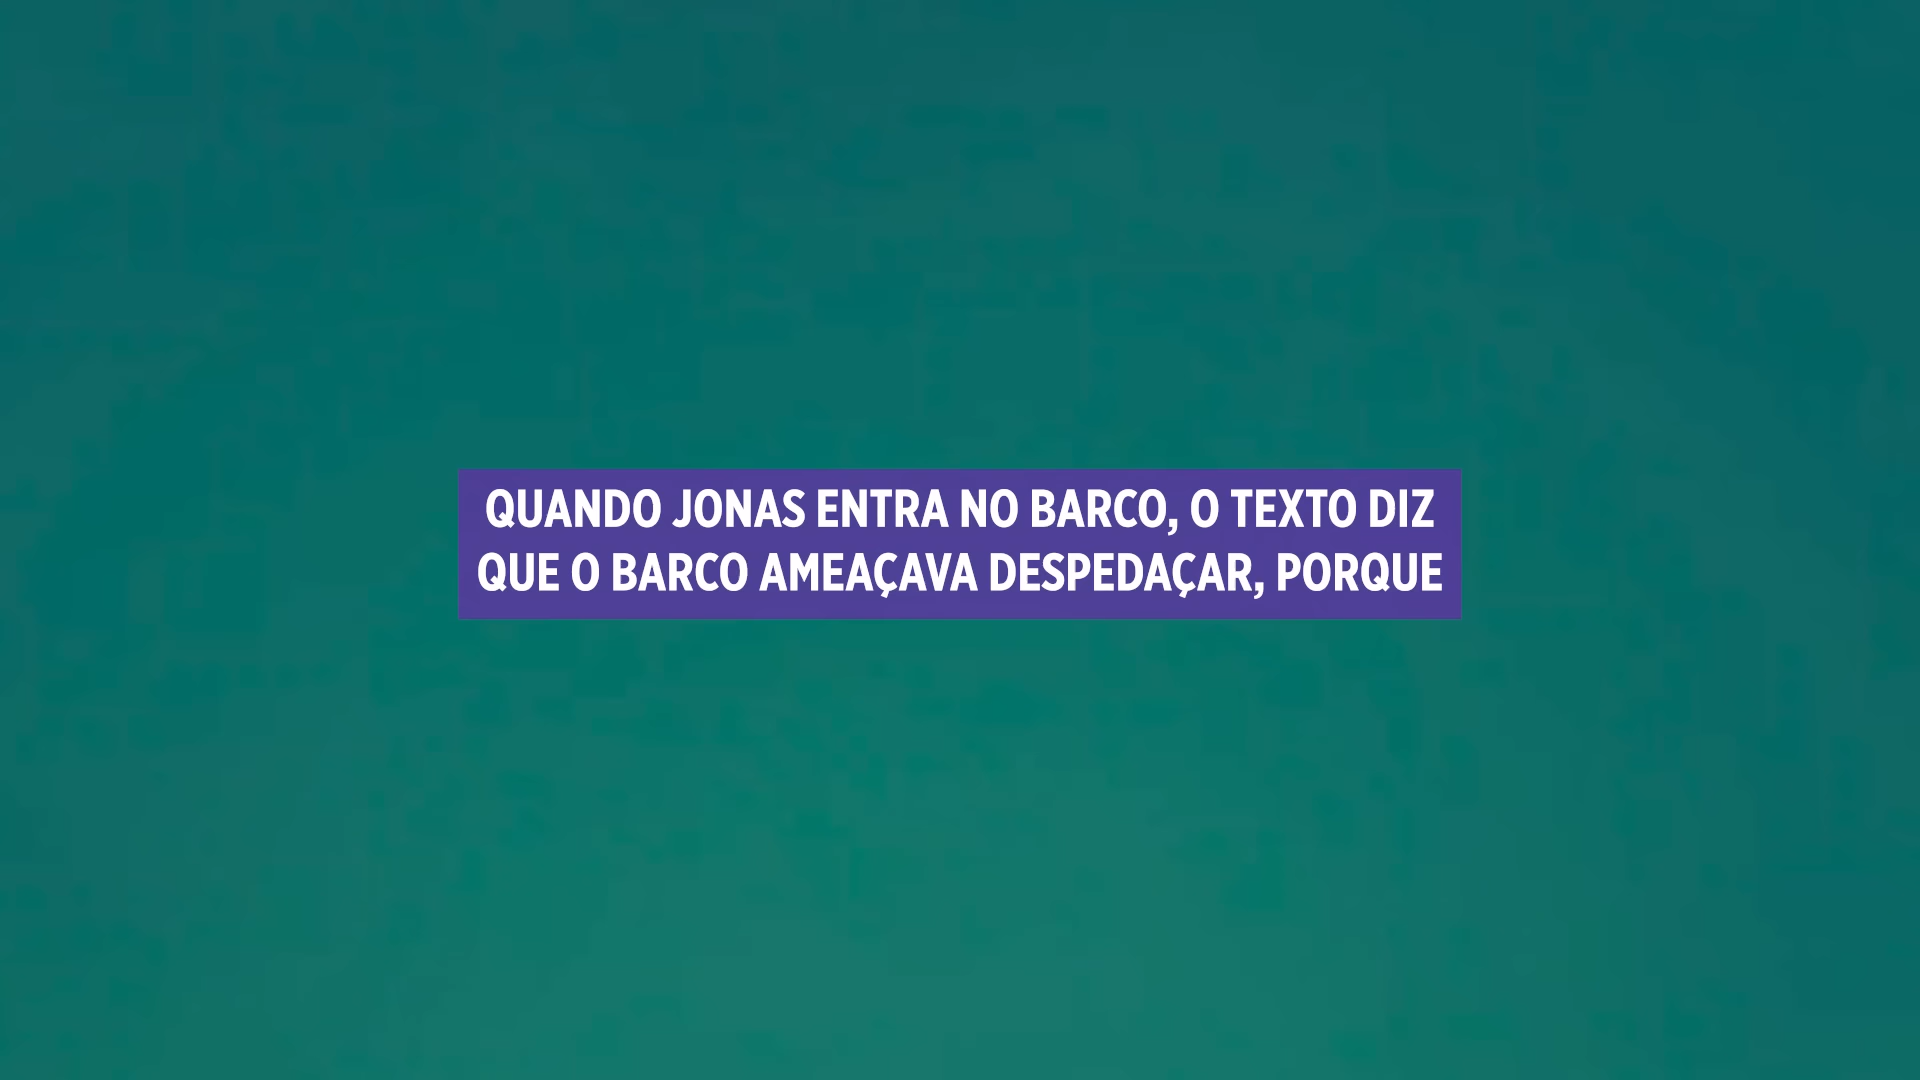 QUANDO JONAS ENTRA NO BARCO, O TEXTO DIZ
QUE O BARCO AMEAÇAVA DESPEDAÇAR, PORQUE